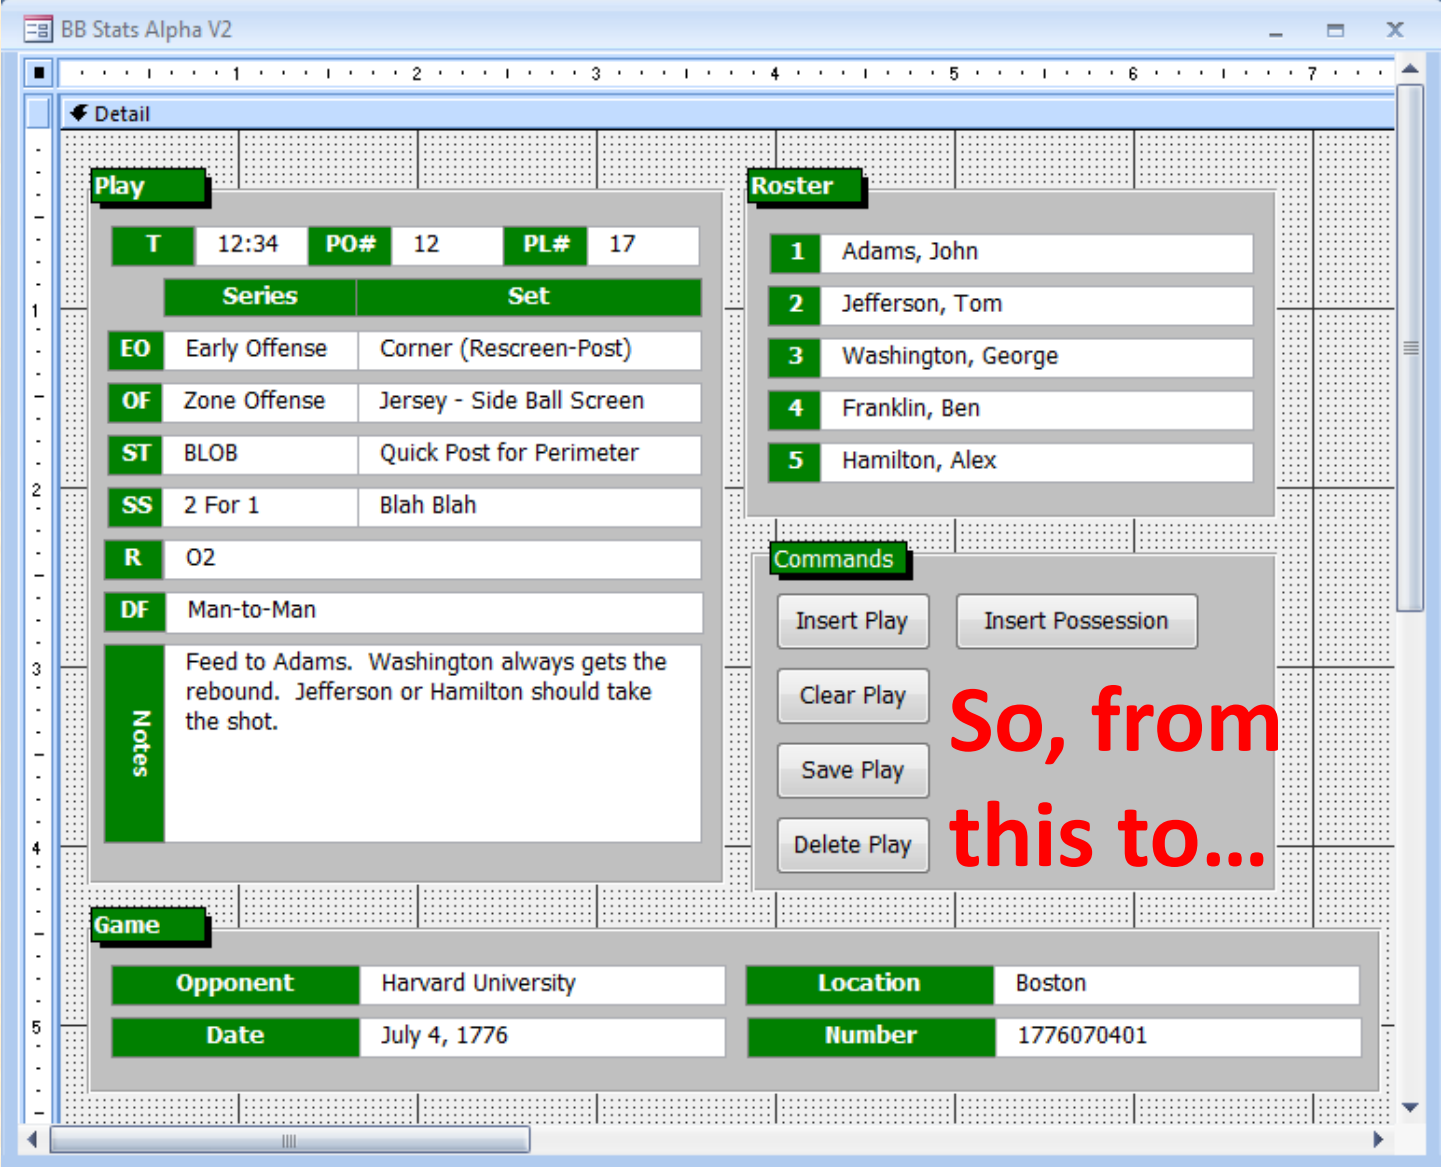 BB Stats Alpha V2
1 2 3 4 5 6 7
Detail
Play
T 12:34 PO# 12 PL# 17
Series Set
EO Early Offense Corner (Rescreen-Post)
OF Zone Offense Jersey - Side Ball Screen
ST BLOB Quick Post for Perimeter
SS 2 For 1 Blah Blah
R O2
DF Man-to-Man
Notes
Feed to Adams.  Washington always gets the
rebound.  Jefferson or Hamilton should take
the shot.
Roster
1 Adams, John
2 Jefferson, Tom
3 Washington, George
4 Franklin, Ben
5 Hamilton, Alex
Commands
Insert Play Insert Possession
Clear Play
Save Play
Delete Play
So, from
this to...
Game
Opponent Harvard University Location Boston
Date July 4, 1776 Number 1776070401
1
2
3
4
5